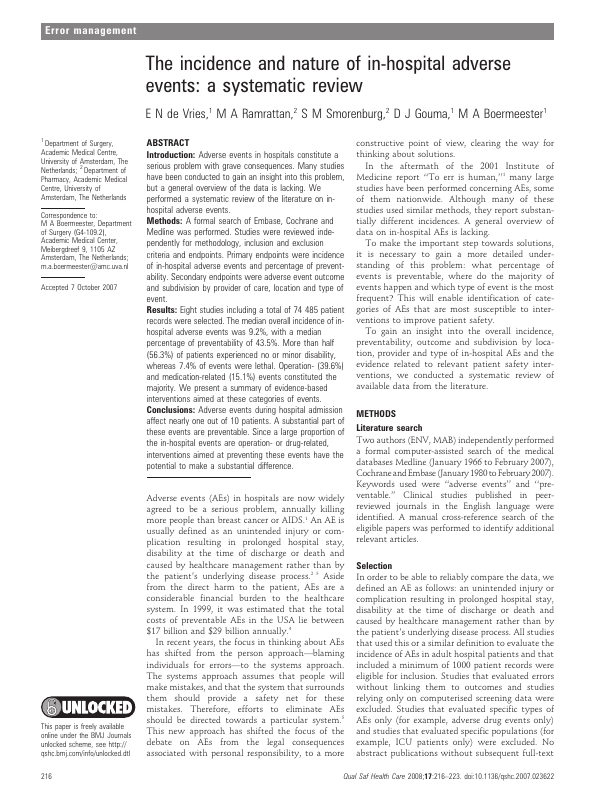 Error management
The incidence and nature of in-hospital adverse
events: a systematic review
E N de Vries,1 M A Ramrattan,2 S M Smorenburg,2 D J Gouma,1 M A Boermeester1
1 Department of Surgery,
Academic Medical Centre,
University of Amsterdam, The
Netherlands; 2 Department of
Pharmacy, Academic Medical
Centre, University of
Amsterdam, The Netherlands
Correspondence to:
M A Boermeester, Department
of Surgery (G4-109.2),
Academic Medical Center,
Meibergdreef 9, 1105 AZ
Amsterdam, The Netherlands;
m.a.boermeester@amc.uva.nl
Accepted 7 October 2007
UNLOCKED
This paper is freely available
online under the BMJ Journals
unlocked scheme, see http://
qshc.bmj.com/info/unlocked.dtl
ABSTRACT
Introduction: Adverse events in hospitals constitute a
serious problem with grave consequences. Many studies
have been conducted to gain an insight into this problem,
but a general overview of the data is lacking. We
performed a systematic review of the literature on in-
hospital adverse events.
Methods: A formal search of Embase, Cochrane and
Medline was performed. Studies were reviewed inde-
pendently for methodology, inclusion and exclusion
criteria and endpoints. Primary endpoints were incidence
of in-hospital adverse events and percentage of prevent-
ability. Secondary endpoints were adverse event outcome
and subdivision by provider of care, location and type of
event.
Results: Eight studies including a total of 74 485 patient
records were selected. The median overall incidence of in-
hospital adverse events was 9.2%, with a median
percentage of preventability of 43.5%. More than half
(56.3%) of patients experienced no or minor disability,
whereas 7.4% of events were lethal. Operation- (39.6%)
and medication-related (15.1%) events constituted the
majority. We present a summary of evidence-based
interventions aimed at these categories of events.
Conclusions: Adverse events during hospital admission
affect nearly one out of 10 patients. A substantial part of
these events are preventable. Since a large proportion of
the in-hospital events are operation- or drug-related,
interventions aimed at preventing these events have the
potential to make a substantial difference.
Adverse events (AEs) in hospitals are now widely
agreed to be a serious problem, annually killing
more people than breast cancer or AIDS.1 An AE is
usually defined as an unintended injury or com-
plication resulting in prolonged hospital stay,
disability at the time of discharge or death and
caused by healthcare management rather than by
the patient's underlying disease process.2 3 Aside
from the direct harm to the patient, AEs are a
considerable financial burden to the healthcare
system. In 1999, it was estimated that the total
costs of preventable AEs in the USA lie between
$17 billion and $29 billion annually.4
In recent years, the focus in thinking about AEs
has shifted from the person approach—blaming
individuals for errors—to the systems approach.
The systems approach assumes that people will
make mistakes, and that the system that surrounds
them should provide a safety net for these
mistakes. Therefore, efforts to eliminate AEs
should be directed towards a particular system.5
This new approach has shifted the focus of the
debate on AEs from the legal consequences
associated with personal responsibility, to a more
constructive point of view, clearing the way for
thinking about solutions.
In the aftermath of the 2001 Institute of
Medicine report "To err is human," many large
studies have been performed concerning AEs, some
of them nationwide. Although many of these
studies used similar methods, they report substan-
tially different incidences. A general overview of
data on in-hospital AEs is lacking.
To make the important step towards solutions,
it is necessary to gain a more detailed under-
standing of this problem: what percentage of
events is preventable, where do the majority of
events happen and which type of event is the most
frequent? This will enable identification of cate-
gories of AEs that are most susceptible to inter-
ventions to improve patient safety.
To gain an insight into the overall incidence,
preventability, outcome and subdivision by loca-
tion, provider and type of in-hospital AEs and the
evidence related to relevant patient safety inter-
ventions, we conducted a systematic review of
available data from the literature.
METHODS
Literature search
Two authors (ENV, MAB) independently performed
a formal computer-assisted search of the medical
databases Medline (January 1966 to February 2007),
Cochrane and Embase (January 1980 to February 2007).
Keywords used were "adverse events" and "pre-
ventable." Clinical studies published in peer-
reviewed journals in the English language were
identified. A manual cross-reference search of the
eligible papers was performed to identify additional
relevant articles.
Selection
In order to be able to reliably compare the data, we
defined an AE as follows: an unintended injury or
complication resulting in prolonged hospital stay,
disability at the time of discharge or death and
caused by healthcare management rather than by
the patient's underlying disease process. All studies
that used this or a similar definition to evaluate the
incidence of AEs in adult hospital patients and that
included a minimum of 1000 patient records were
eligible for inclusion. Studies that evaluated errors
without linking them to outcomes and studies
relying only on computerised screening data were
excluded. Studies that evaluated specific types of
AEs only (for example, adverse drug events only)
and studies that evaluated specific populations (for
example, ICU patients only) were excluded. No
abstract publications without subsequent full-text
216
Qual Saf Health Care 2008;17:216–223. doi:10.1136/qshc.2007.023622